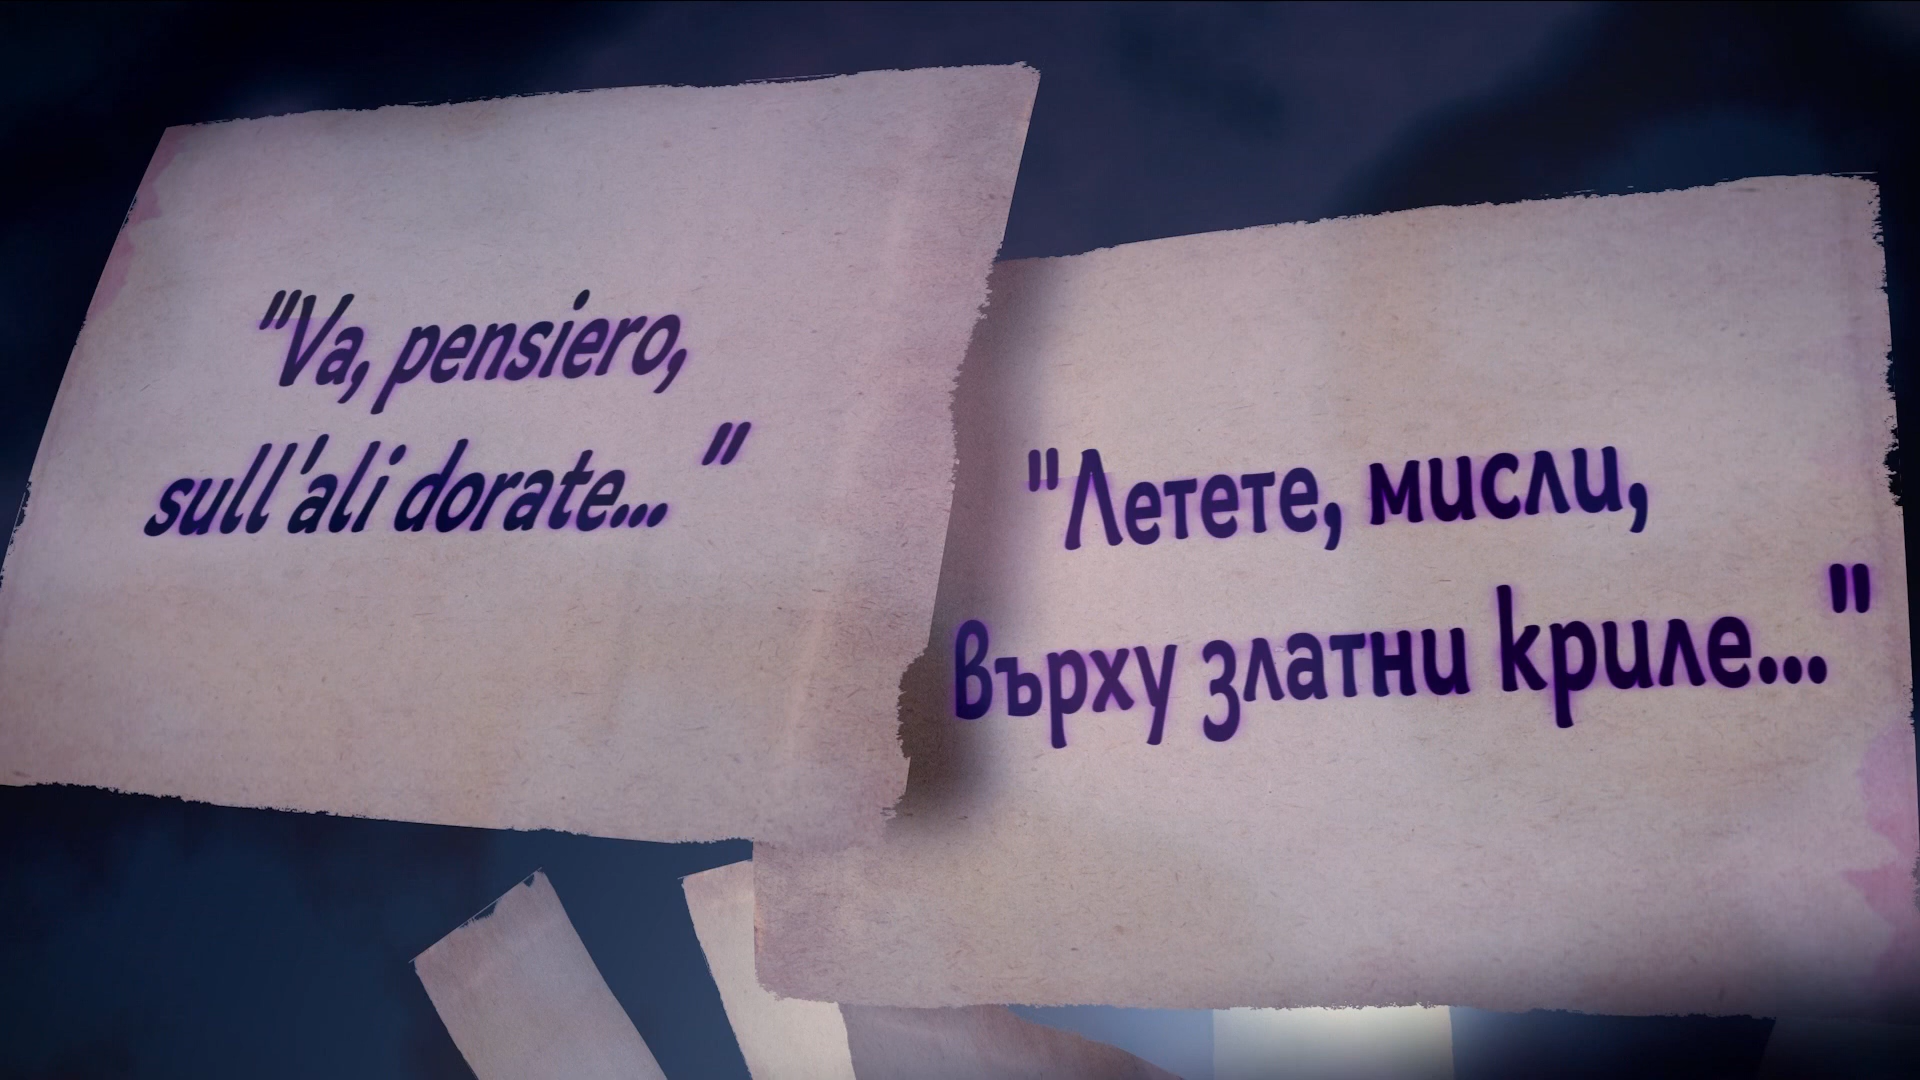 "Va, pensiero,
sull'ali dorate... "
"Летете, мисли,
върху златни криле..."